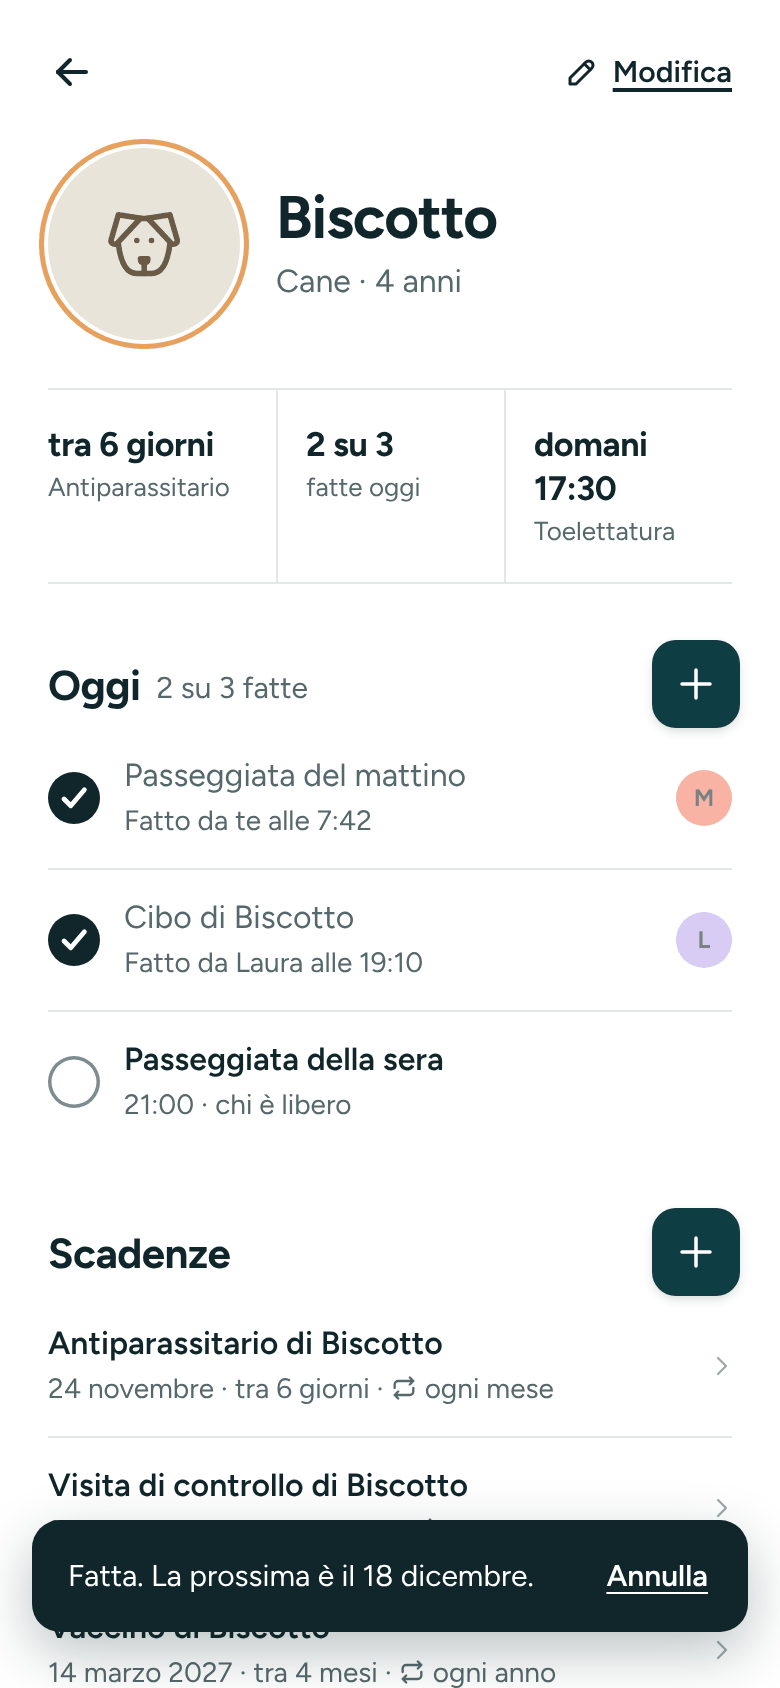 Modifica
Biscotto
Cane · 4 anni
tra 6 giorni
Antiparassitario
2 su 3
fatte oggi
domani
17:30
Toelettatura
Oggi 2 su 3 fatte
Passeggiata del mattino
Fatto da te alle 7:42
M
Cibo di Biscotto
Fatto da Laura alle 19:10
L
Passeggiata della sera
21:00 · chi è libero
Scadenze
Antiparassitario di Biscotto
24 novembre · tra 6 giorni · ogni mese
Visita di controllo di Biscotto
Fatta. La prossima è il 18 dicembre. Annulla
Vaccino di Biscotto
14 marzo 2027 · tra 4 mesi · ogni anno